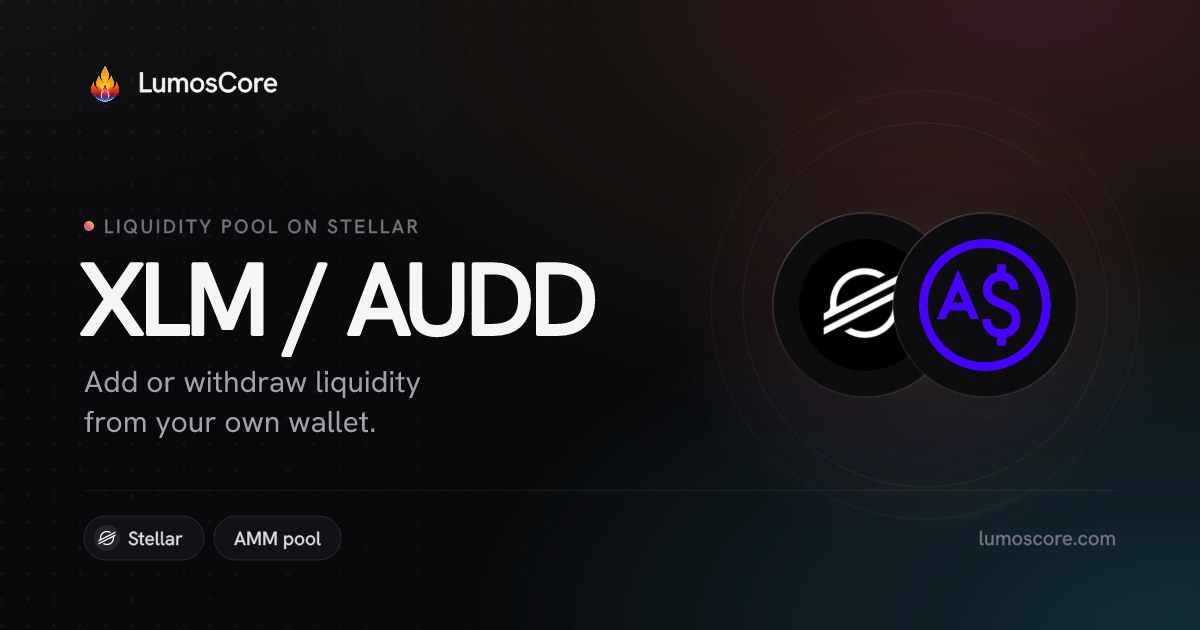 LumosCore
LIQUIDITY POOL ON STELLAR
XLM / AUDD
Add or withdraw liquidity
from your own wallet.
A$
Stellar
AMM pool
lumoscore.com